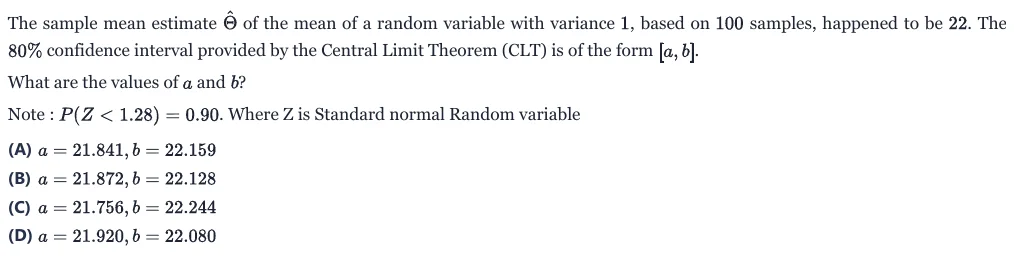 The sample mean estimate Θ̂ of the mean of a random variable with variance 1, based on 100 samples, happened to be 22. The
80% confidence interval provided by the Central Limit Theorem (CLT) is of the form [a, b].
What are the values of a and b?
Note : P(Z < 1.28) = 0.90. Where Z is Standard normal Random variable
(A) a = 21.841, b = 22.159
(B) a = 21.872, b = 22.128
(C) a = 21.756, b = 22.244
(D) a = 21.920, b = 22.080